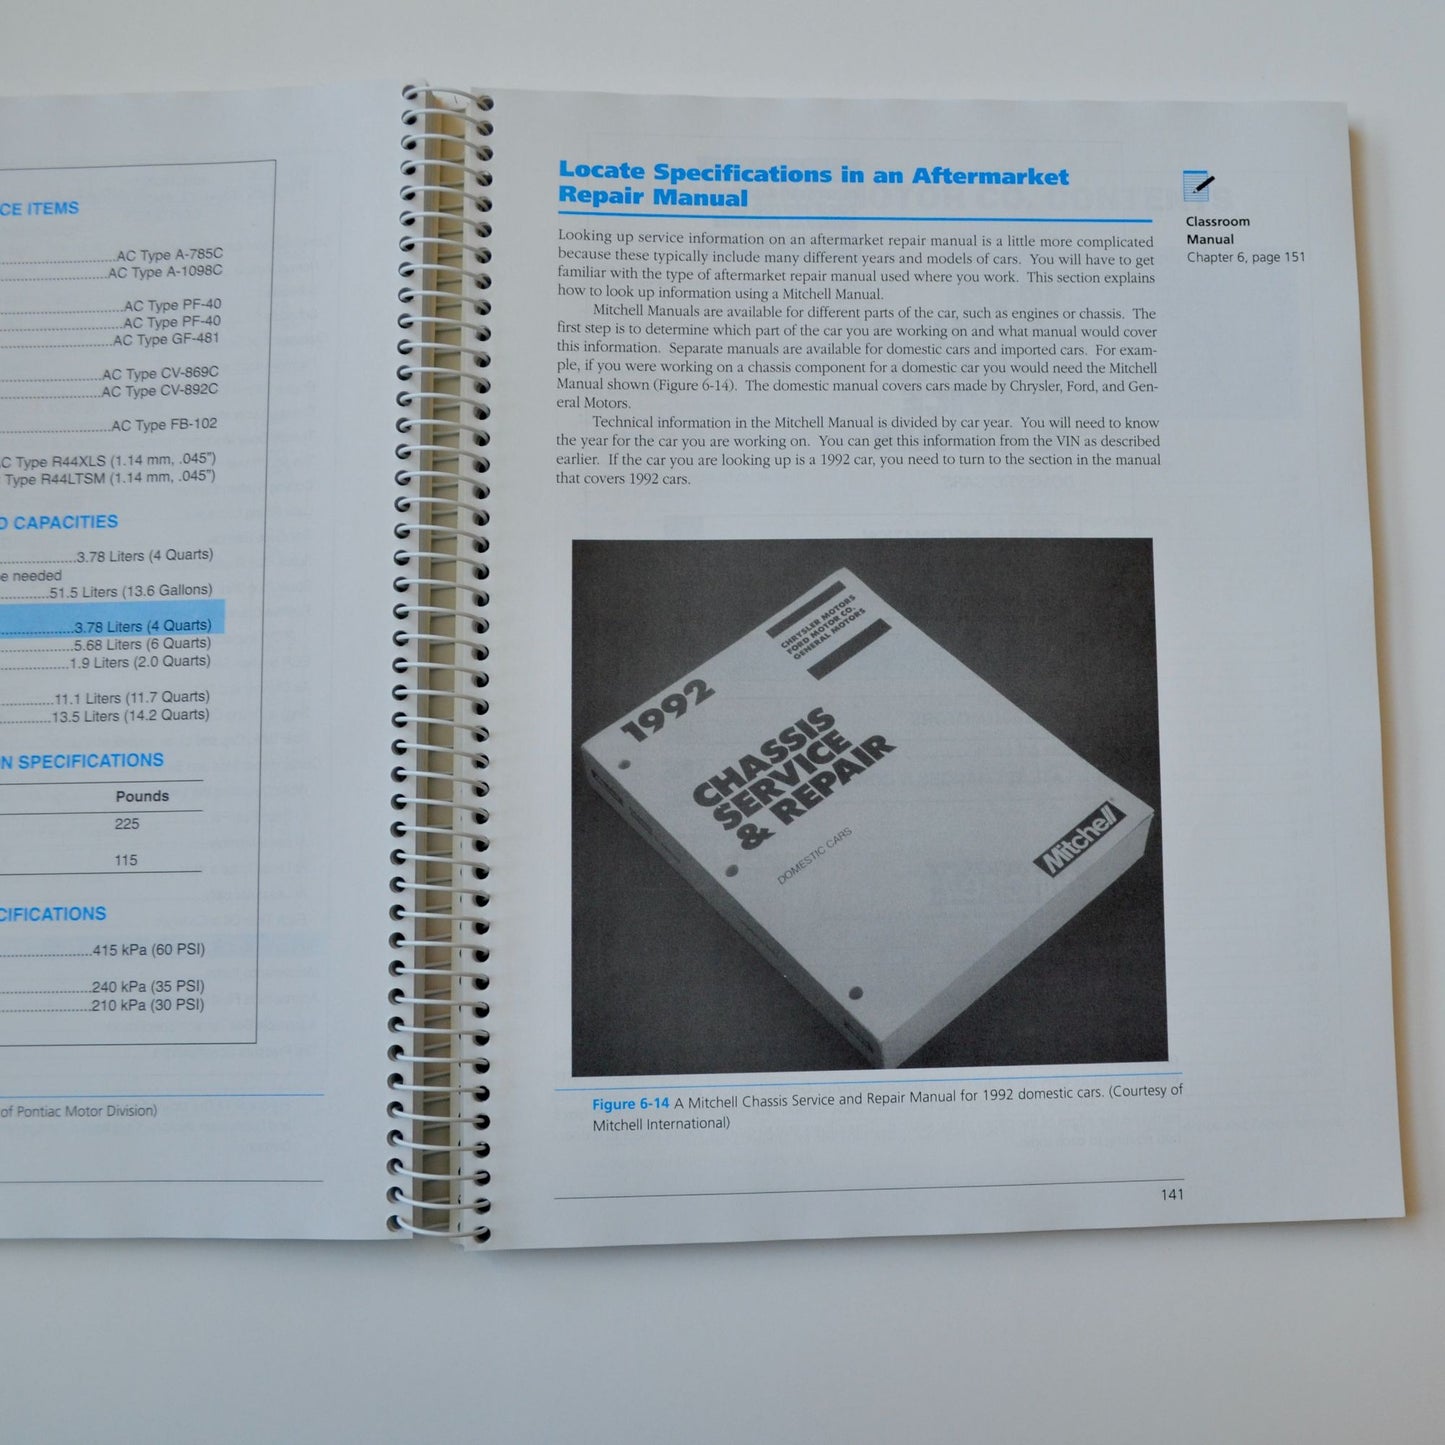 CE ITEMS
AC Type A-785C
AC Type A-1098C
AC Type PF-40
AC Type PF-40
AC Type GF-481
AC Type CV-869C
AC Type CV-892C
AC Type FB-102
C Type R44XLS (1.14 mm, .045")
Type R44LTSM (1.14 mm, .045")
D CAPACITIES
3.78 Liters (4 Quarts)
e needed
51.5 Liters (13.6 Gallons)
3.78 Liters (4 Quarts)
5.68 Liters (6 Quarts)
1.9 Liters (2.0 Quarts)
11.1 Liters (11.7 Quarts)
13.5 Liters (14.2 Quarts)
N SPECIFICATIONS
Pounds
225
115
CIFICATIONS
415 kPa (60 PSI)
240 kPa (35 PSI)
210 kPa (30 PSI)
of Pontiac Motor Division)
Locate Specifications in an Aftermarket
Repair Manual
Looking up service information on an aftermarket repair manual is a little more complicated
because these typically include many different years and models of cars. You will have to get
familiar with the type of aftermarket repair manual used where you work. This section explains
how to look up information using a Mitchell Manual.
Mitchell Manuals are available for different parts of the car, such as engines or chassis. The
first step is to determine which part of the car you are working on and what manual would cover
this information. Separate manuals are available for domestic cars and imported cars. For exam-
ple, if you were working on a chassis component for a domestic car you would need the Mitchell
Manual shown (Figure 6-14). The domestic manual covers cars made by Chrysler, Ford, and Gen-
eral Motors.
Technical information in the Mitchell Manual is divided by car year. You will need to know
the year for the car you are working on. You can get this information from the VIN as described
earlier. If the car you are looking up is a 1992 car, you need to turn to the section in the manual
that covers 1992 cars.
Classroom
Manual
Chapter 6, page 151
CHRYSLER MOTORS
FORD MOTOR CO.
GENERAL MOTORS
1992
CHASSIS
SERVICE
& REPAIR
DOMESTIC CARS
Mitchell
Figure 6-14 A Mitchell Chassis Service and Repair Manual for 1992 domestic cars. (Courtesy of
Mitchell International)
141